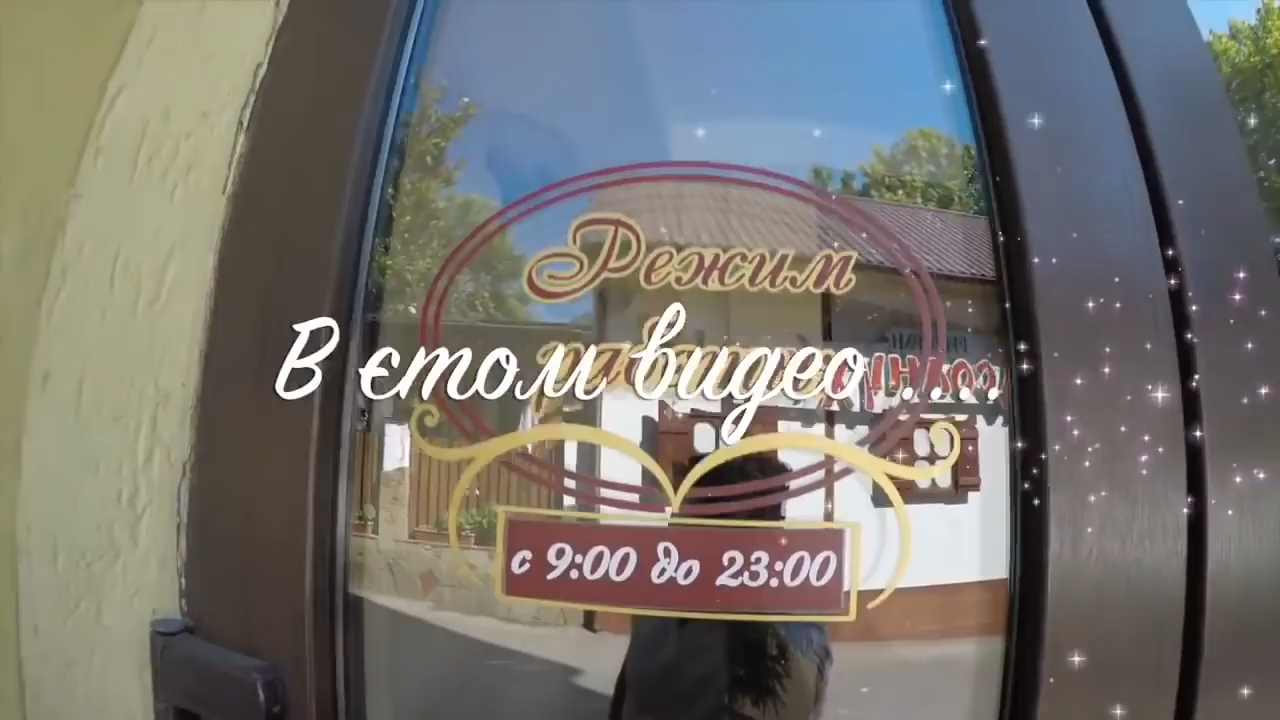 Режим
В єтом видео ....
с 9:00 до 23:00